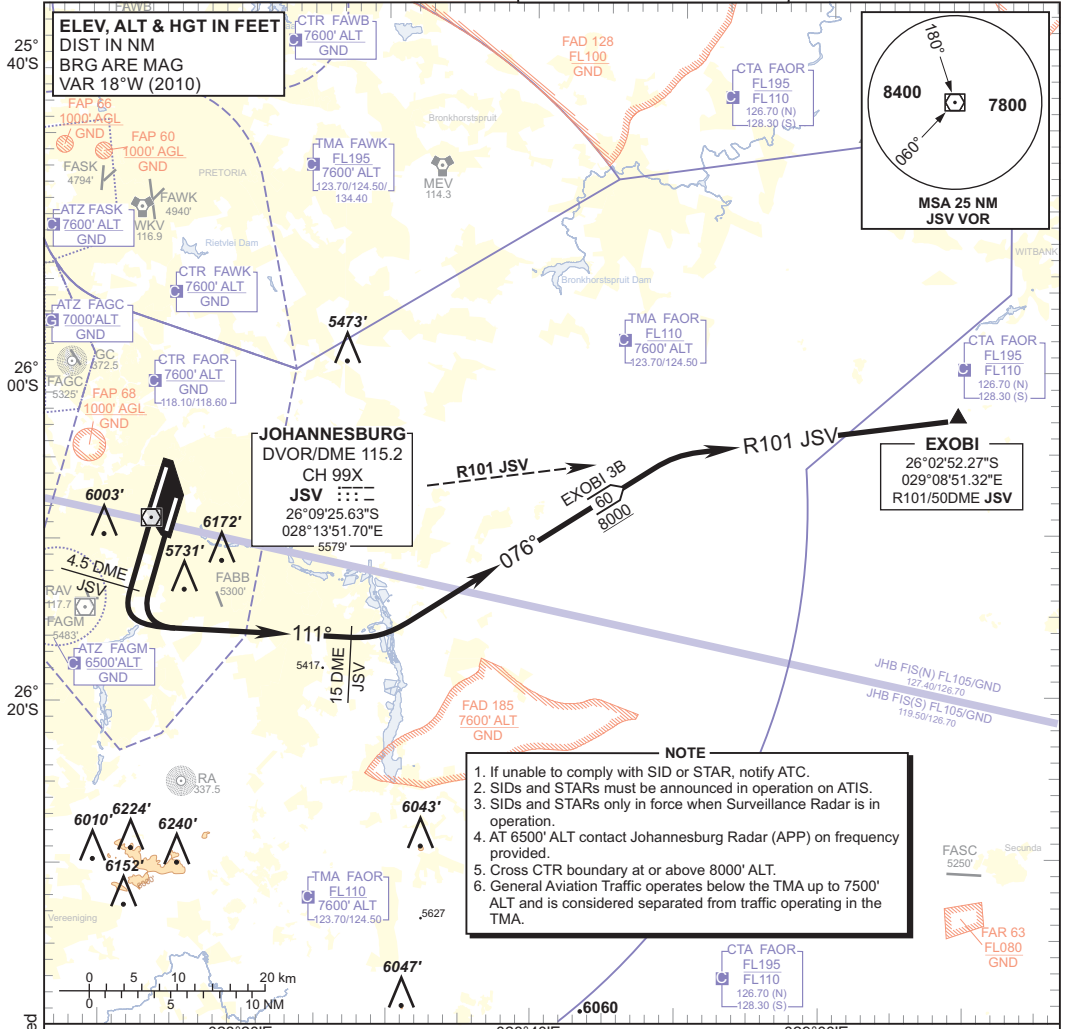 FAWB
ELEV, ALT & HGT IN FEET
DIST IN NM
BRG ARE MAG
VAR 18°W (2010)
25°
40'S
CTR FAWB
C
7600' ALT
GND
FAD 128
FL100
GND
CTA FAOR
FL195
C
FL110
126.70 (N)
128.30 (S)
180°
8400
7800
060°
MSA 25 NM
JSV VOR
FAP 66
1000' AGL
GND
FAP 60
1000' AGL
GND
FASK
4794'
FAWK
4940'
WKV
116.9
PRETORIA
Bronkhorstspruit
TMA FAWK
FL195
C
7600' ALT
123.70/124.50/
134.40
MEV
114.3
ATZ FASK
C
7600' ALT
GND
Rietvlei Dam
CTR FAWK
7600' ALT
C
GND
Bronkhorstspruit Dam
WITBANK
ATZ FAGC
G
7000'ALT
GND
5473'
TMA FAOR
FL110
C
7600' ALT
123.70/124.50
CTA FAOR
FL195
C
FL110
126.70 (N)
128.30 (S)
26°
00'S
GC
372.5
FAGC
5325'
CTR FAOR
7600' ALT
C
GND
118.10/118.60
FAP 68
1000' AGL
GND
JOHANNESBURG
DVOR/DME 115.2
CH 99X
JSV
26°09'25.63"S
028°13'51.70"E
5579'
R101 JSV
EXOBI 3B
60
8000
R101 JSV
EXOBI
26°02'52.27"S
029°08'51.32"E
R101/50DME JSV
6003'
6172'
5731'
076°
4.5 DME
JSV
FABB
5300'
RAV
117.7
FAGM
5483'
111°
ATZ FAGM
C
6500'ALT
GND
5417
15 DME
JSV
JHB FIS(N) FL105/GND
127.40/126.70
JHB FIS(S) FL105/GND
119.50/126.70
26°
20'S
FAD 185
7600' ALT
GND
RA
337.5
NOTE
1. If unable to comply with SID or STAR, notify ATC.
2. SIDs and STARs must be announced in operation on ATIS.
3. SIDs and STARs only in force when Surveillance Radar is in
operation.
4. AT 6500' ALT contact Johannesburg Radar (APP) on frequency
provided.
5. Cross CTR boundary at or above 8000' ALT.
6. General Aviation Traffic operates below the TMA up to 7500'
ALT and is considered separated from traffic operating in the
TMA.
6010'
6224'
6240'
6152'
6043'
FASC
5250'
Secunda
TMA FAOR
FL110
C
7600' ALT
123.70/124.50
5627
Vereeniging
FAR 63
FL080
GND
CTA FAOR
FL195
C
FL110
126.70 (N)
128.30 (S)
6047'
6060
0 5 10 20 km
0 5 10 NM